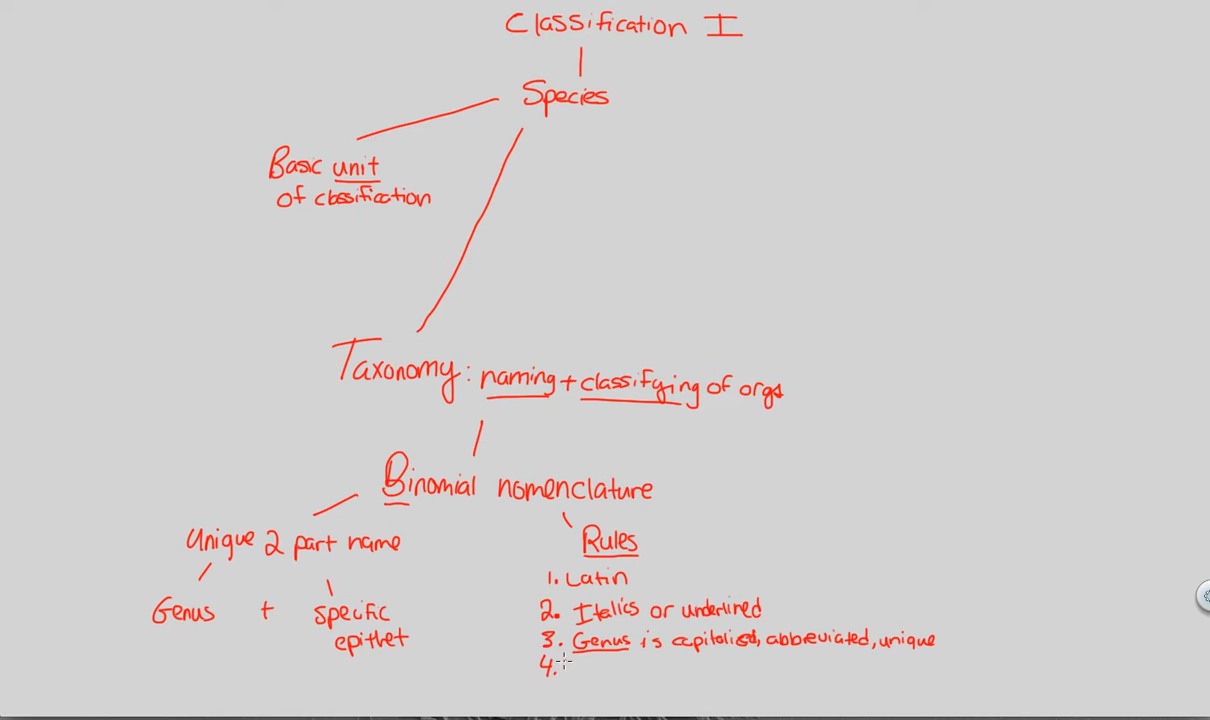 Classification I
Species
Basic unit
of classification
Taxonomy: naming + classifying of orgs
Binomial nomenclature
Unique 2 part name
Rules
Genus + specific
epithet
1. Latin
2. Italics or underlined
3. Genus is capitalised, abbreviated, unique
4.